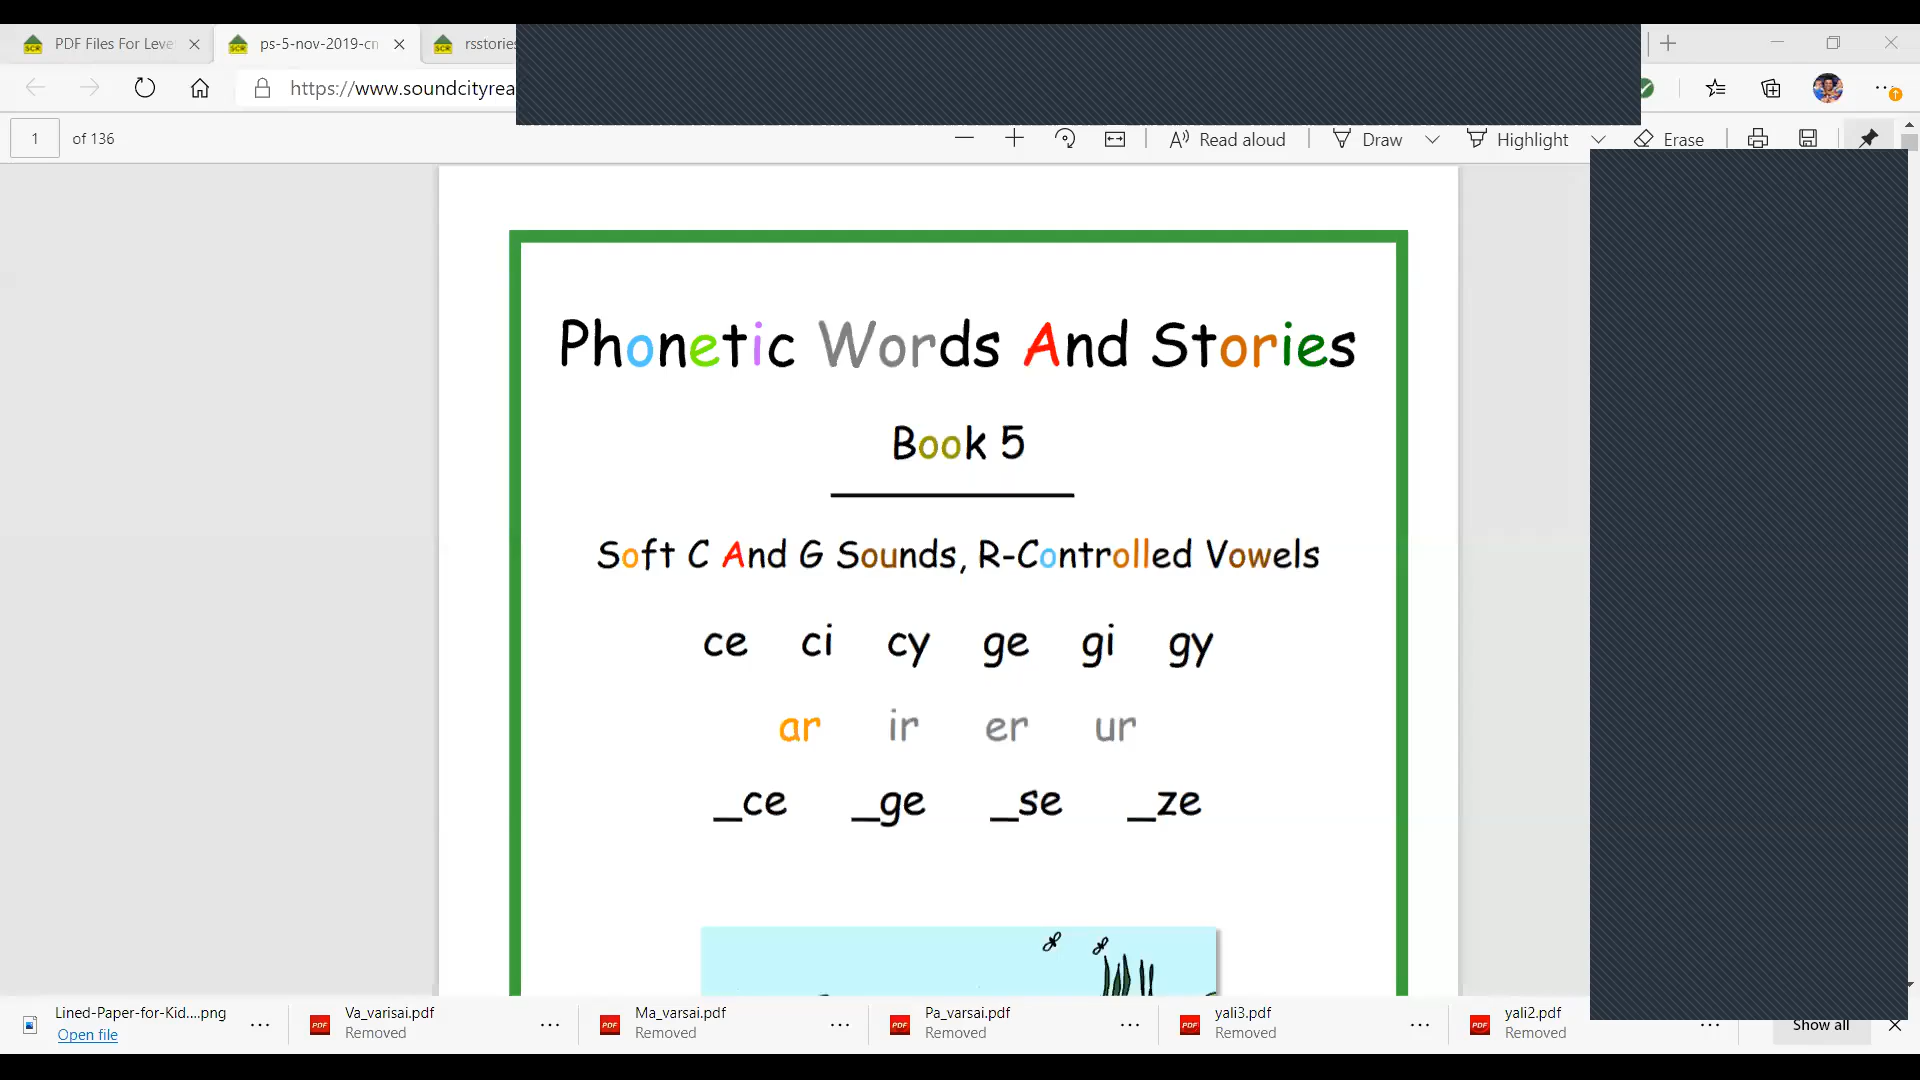 PDF Files For Leve
ps-5-nov-2019-cn
rsstories
https://www.soundcityrea
1 of 136
Read aloud
Draw
Highlight
Erase
Phonetic Words And Stories
Book 5
Soft C And G Sounds, R-Controlled Vowels
ce ci cy ge gi gy
ar ir er ur
_ce _ge _se _ze
Lined-Paper-for-Kid....png
Open file
Va_varisai.pdf
Removed
Ma_varsai.pdf
Removed
Pa_varsai.pdf
Removed
yali3.pdf
Removed
yali2.pdf
Removed
Show all